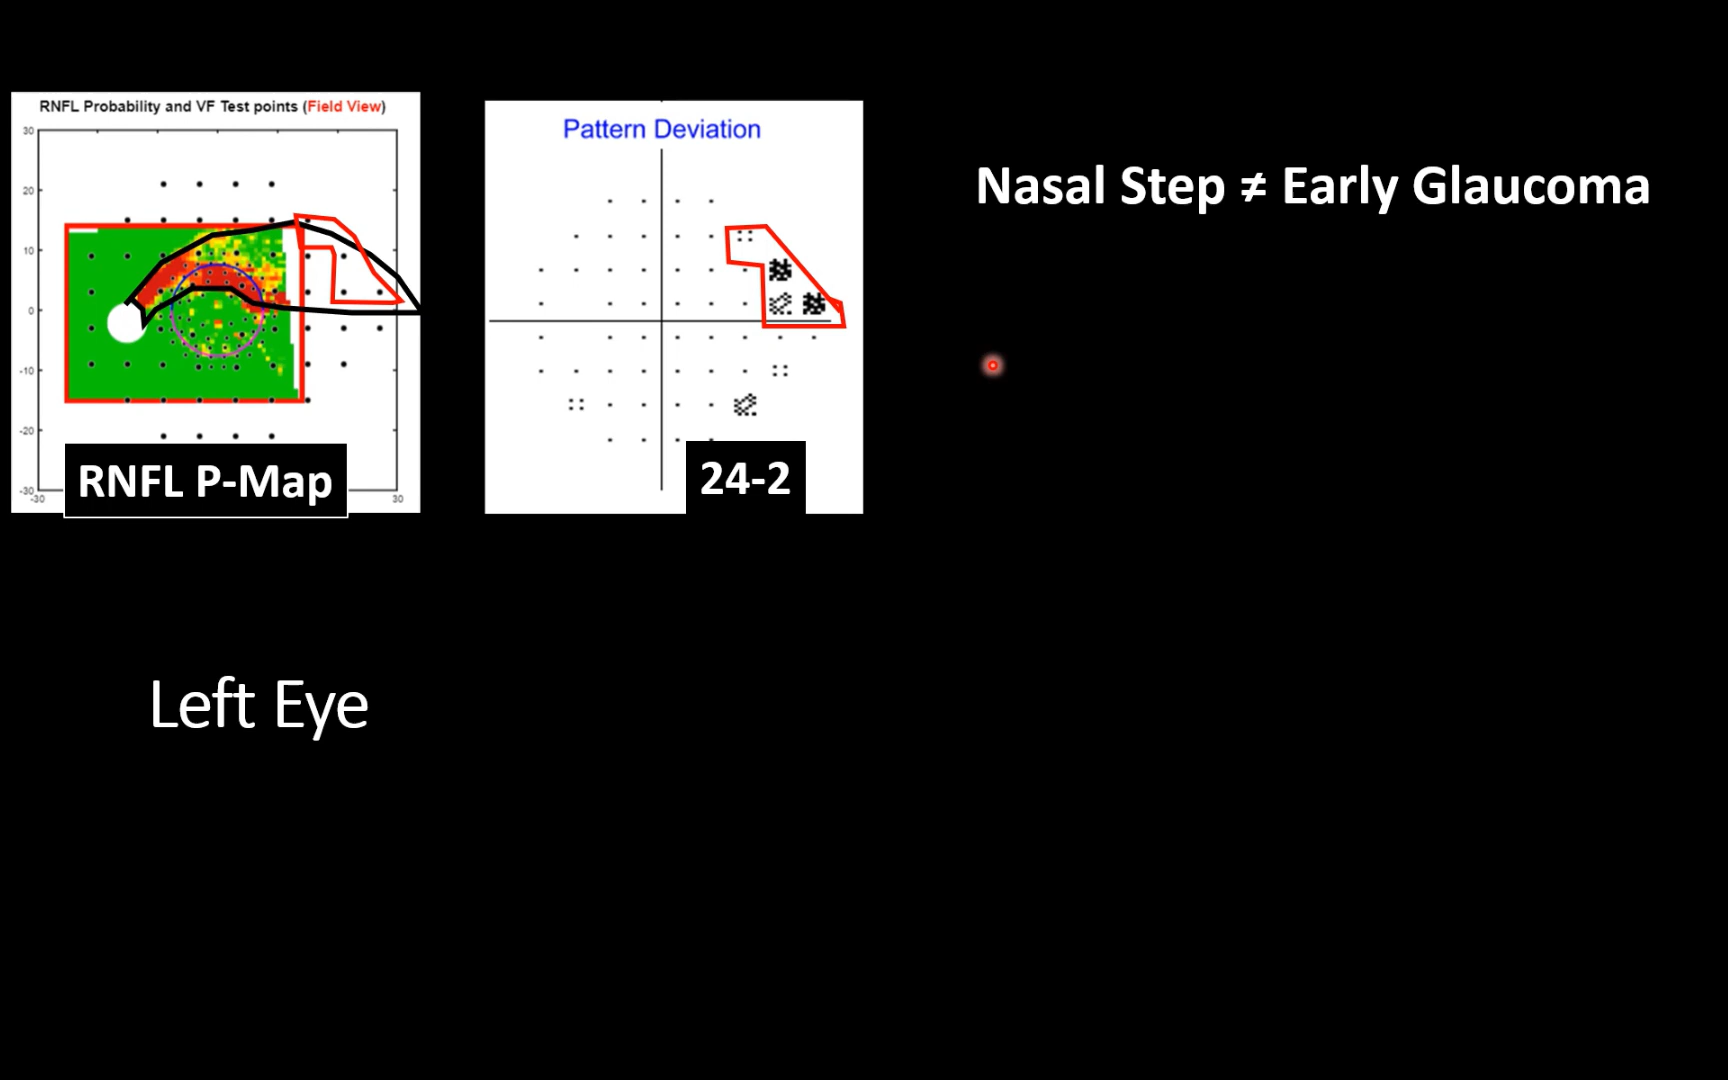 RNFL Probability and VF Test points (Field View)
30
20
10
0
-10
-20
-30
-30
30
RNFL P-Map
Pattern Deviation
24-2
Nasal Step ≠ Early Glaucoma
Left Eye